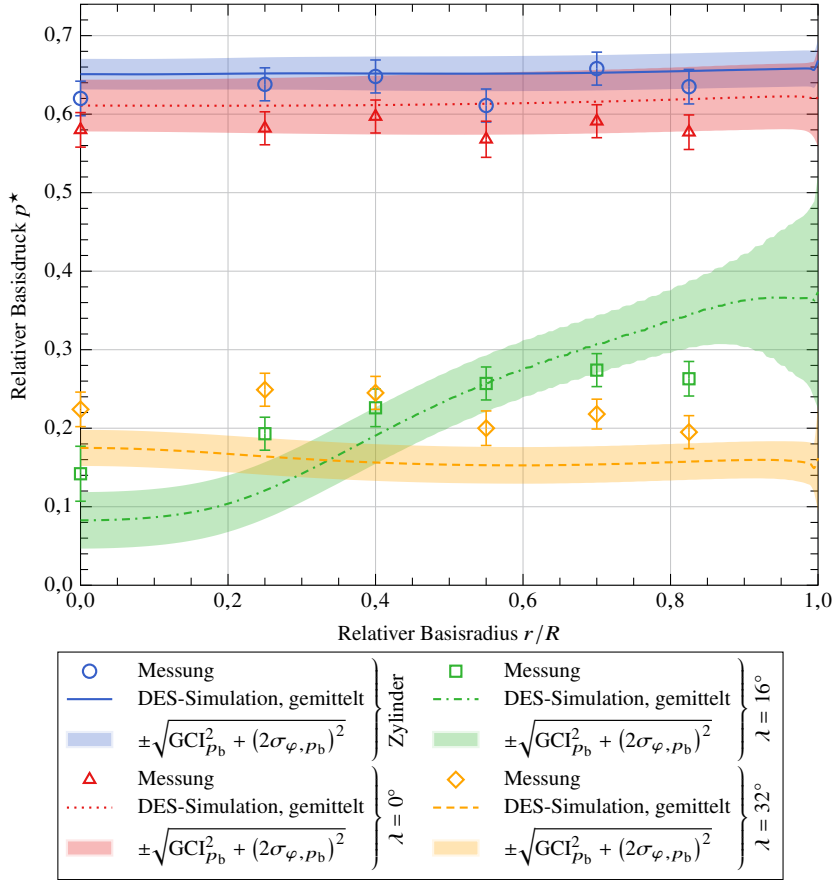 0,7
0,6
0,5
0,4
0,3
0,2
0,1
0,0
Relativer Basisdruck p★
0,0 0,2 0,4 0,6 0,8 1,0
Relativer Basisradius r/R
Messung
DES-Simulation, gemittelt
±√(GCI²_{p_b} + (2σ_{φ,p_b})²)
Zylinder
Messung
DES-Simulation, gemittelt
±√(GCI²_{p_b} + (2σ_{φ,p_b})²)
λ = 16°
Messung
DES-Simulation, gemittelt
±√(GCI²_{p_b} + (2σ_{φ,p_b})²)
λ = 0°
Messung
DES-Simulation, gemittelt
±√(GCI²_{p_b} + (2σ_{φ,p_b})²)
λ = 32°